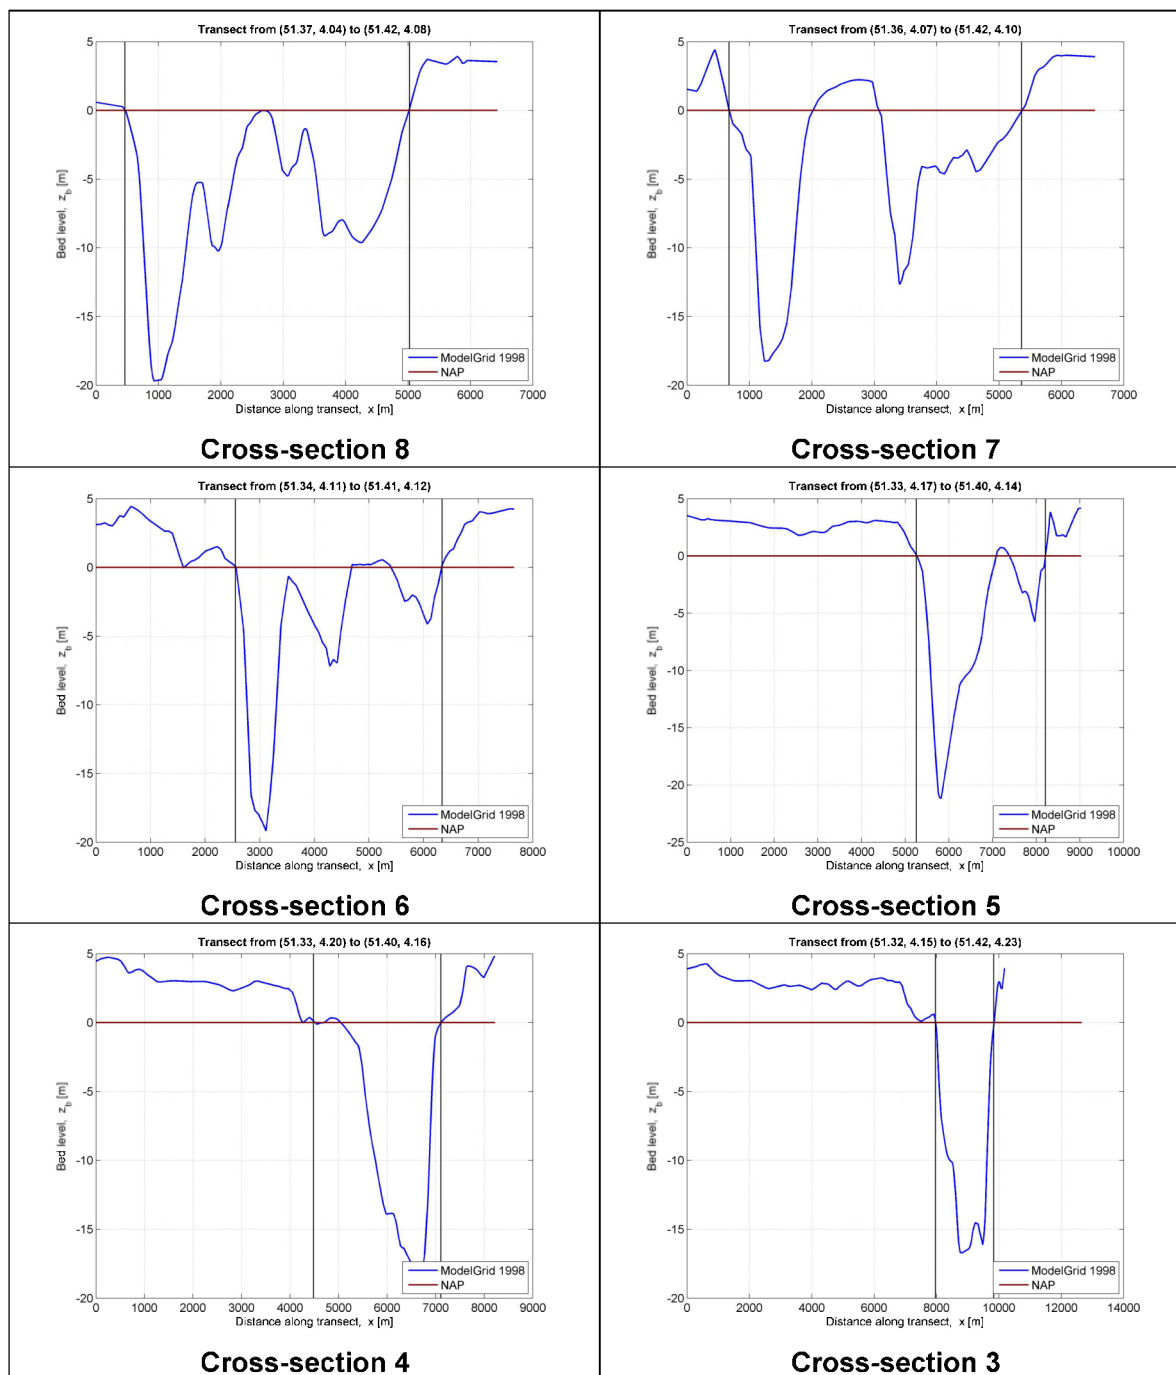 Transect from (51.37, 4.04) to (51.42, 4.08)
5
0
-5
-10
-15
-20
Bed level, z_b [m]
0 1000 2000 3000 4000 5000 6000 7000
Distance along transect, x [m]
ModelGrid 1998
NAP
Cross-section 8
Transect from (51.36, 4.07) to (51.42, 4.10)
5
0
-5
-10
-15
-20
Bed level, z_b [m]
0 1000 2000 3000 4000 5000 6000 7000
Distance along transect, x [m]
ModelGrid 1998
NAP
Cross-section 7
Transect from (51.34, 4.11) to (51.41, 4.12)
5
0
-5
-10
-15
-20
Bed level, z_b [m]
0 1000 2000 3000 4000 5000 6000 7000 8000
Distance along transect, x [m]
ModelGrid 1998
NAP
Cross-section 6
Transect from (51.33, 4.17) to (51.40, 4.14)
5
0
-5
-10
-15
-20
-25
Bed level, z_b [m]
0 1000 2000 3000 4000 5000 6000 7000 8000 9000 10000
Distance along transect, x [m]
ModelGrid 1998
NAP
Cross-section 5
Transect from (51.33, 4.20) to (51.40, 4.16)
5
0
-5
-10
-15
-20
Bed level, z_b [m]
0 1000 2000 3000 4000 5000 6000 7000 8000 9000
Distance along transect, x [m]
ModelGrid 1998
NAP
Cross-section 4
Transect from (51.32, 4.15) to (51.42, 4.23)
5
0
-5
-10
-15
-20
Bed level, z_b [m]
0 2000 4000 6000 8000 10000 12000 14000
Distance along transect, x [m]
ModelGrid 1998
NAP
Cross-section 3